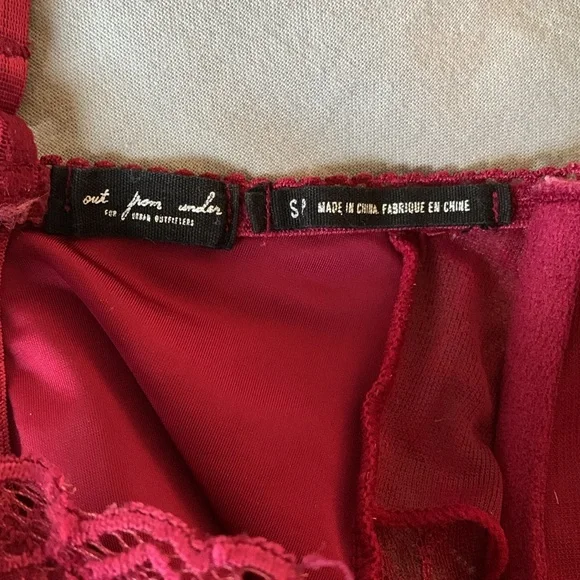 out from under
FOR URBAN OUTFITTERS
S/P MADE IN CHINA. FABRIQUE EN CHINE